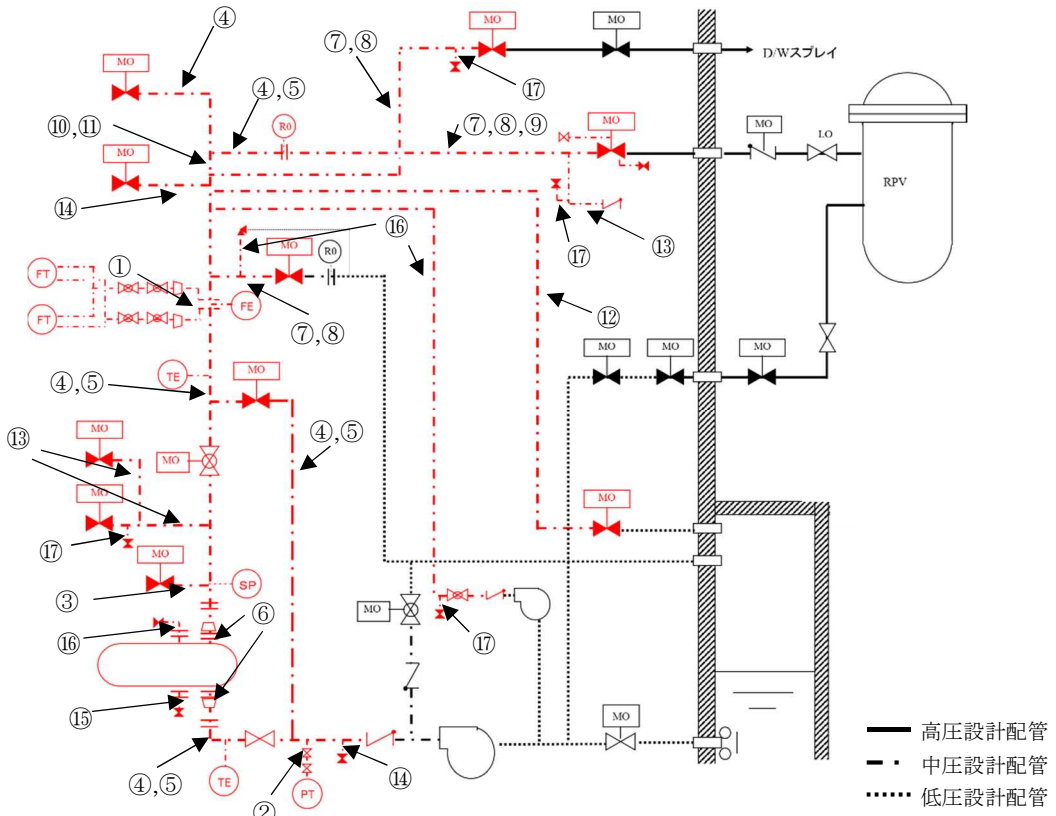 ④
MO
⑦,⑧
MO
MO
D/Wスプレイ
⑰
④,⑤
⑩,⑪
R0
⑦,⑧,⑨
MO
MO
LO
RPV
MO
⑭
⑰
⑬
⑯
MO
R0
①
FT
FT
FE
⑦,⑧
⑫
TE
④,⑤
MO
MO
MO
MO
④,⑤
⑬
MO
MO
MO
MO
⑰
MO
③
SP
MO
⑥
⑯
⑰
⑮
MO
④,⑤
TE
②
PT
⑭
高圧設計配管
中圧設計配管
低圧設計配管